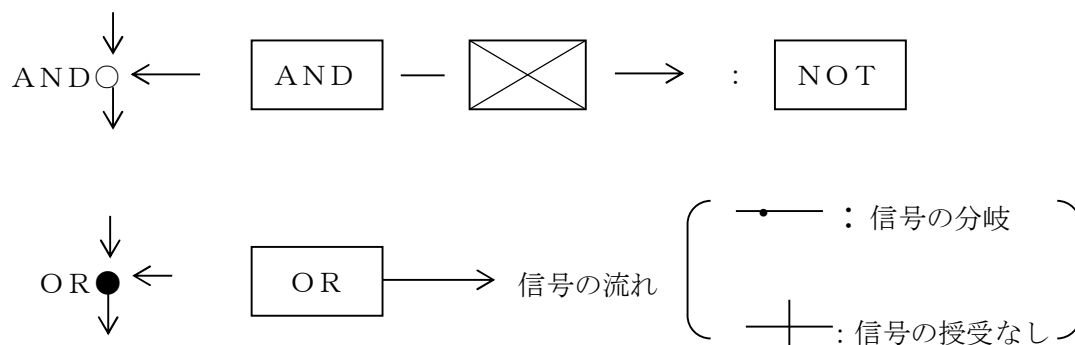 AND AND : NOT
: 信号の分岐
OR OR 信号の流れ
: 信号の授受なし